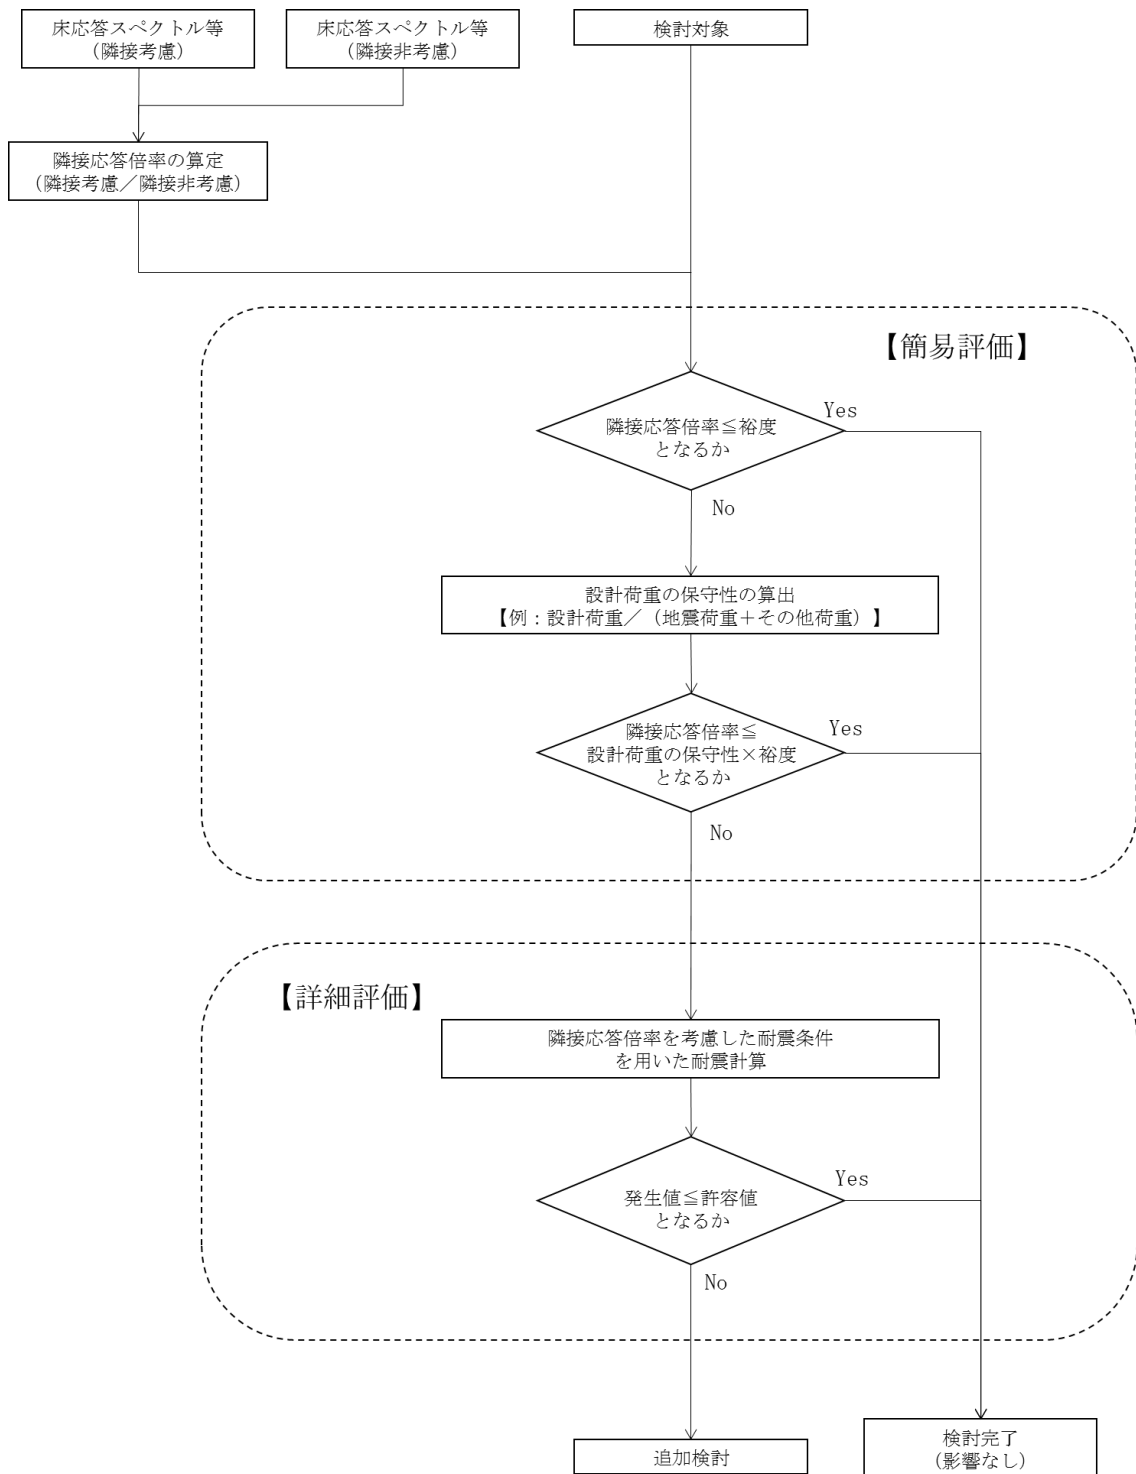 床応答スペクトル等
（隣接考慮）
床応答スペクトル等
（隣接非考慮）
検討対象
隣接応答倍率の算定
（隣接考慮／隣接非考慮）
【簡易評価】
隣接応答倍率≦裕度
となるか
Yes
No
設計荷重の保守性の算出
【例：設計荷重／（地震荷重＋その他荷重）】
隣接応答倍率≦
設計荷重の保守性×裕度
となるか
Yes
No
【詳細評価】
隣接応答倍率を考慮した耐震条件
を用いた耐震計算
発生値≦許容値
となるか
Yes
No
追加検討
検討完了
（影響なし）